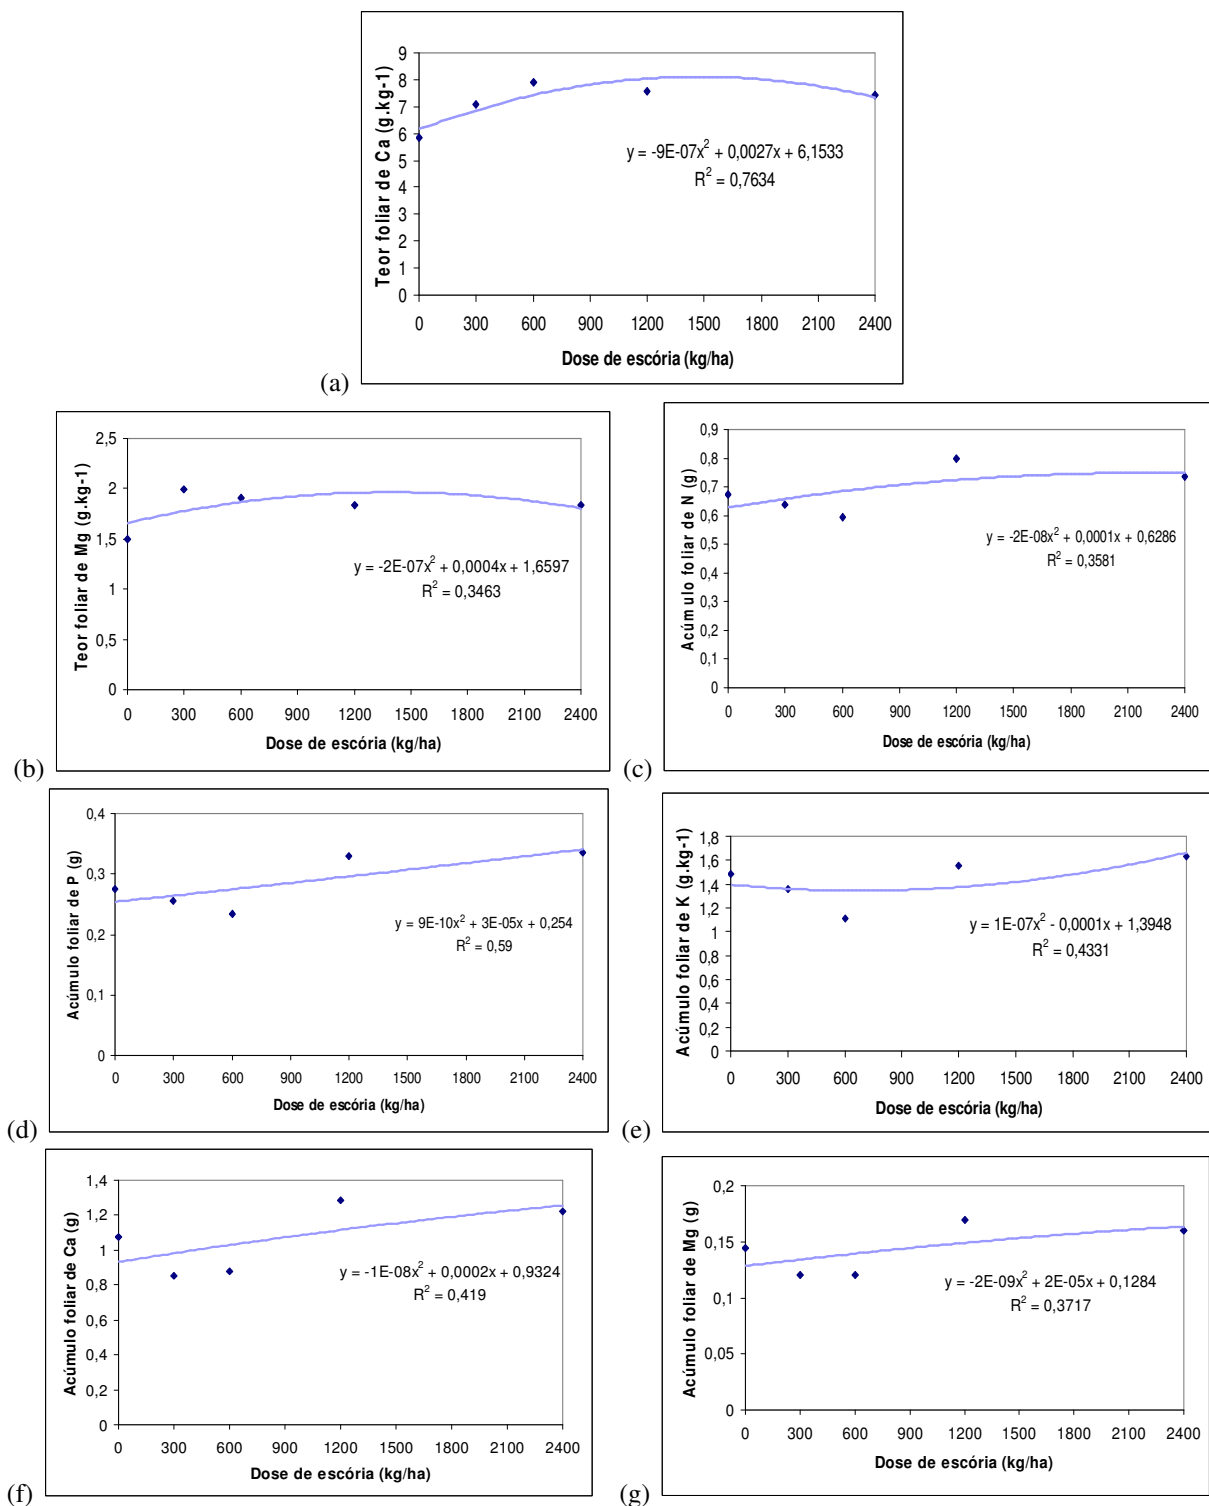 9
8
7
6
5
4
3
2
1
0
Teor foliar de Ca (g.kg-1)
y = -9E-07x² + 0,0027x + 6,1533
R² = 0,7634
0 300 600 900 1200 1500 1800 2100 2400
Dose de escória (kg/ha)
(a)
2,5
2
1,5
1
0,5
0
Teor foliar de Mg (g.kg-1)
y = -2E-07x² + 0,0004x + 1,6597
R² = 0,3463
0 300 600 900 1200 1500 1800 2100 2400
Dose de escória (kg/ha)
(b)
0,9
0,8
0,7
0,6
0,5
0,4
0,3
0,2
0,1
0
Acúmulo foliar de N (g)
y = -2E-08x² + 0,0001x + 0,6286
R² = 0,3581
0 300 600 900 1200 1500 1800 2100 2400
Dose de escória (kg/ha)
(c)
0,4
0,3
0,2
0,1
0
Acúmulo foliar de P (g)
y = 9E-10x² + 3E-05x + 0,254
R² = 0,59
0 300 600 900 1200 1500 1800 2100 2400
Dose de escória (kg/ha)
(d)
1,8
1,6
1,4
1,2
1
0,8
0,6
0,4
0,2
0
Acúmulo foliar de K (g.kg-1)
y = 1E-07x² - 0,0001x + 1,3948
R² = 0,4331
0 300 600 900 1200 1500 1800 2100 2400
Dose de escória (kg/ha)
(e)
1,4
1,2
1
0,8
0,6
0,4
0,2
0
Acúmulo foliar de Ca (g)
y = -1E-08x² + 0,0002x + 0,9324
R² = 0,419
0 300 600 900 1200 1500 1800 2100 2400
Dose de escória (kg/ha)
(f)
0,2
0,15
0,1
0,05
0
Acúmulo foliar de Mg (g)
y = -2E-09x² + 2E-05x + 0,1284
R² = 0,3717
0 300 600 900 1200 1500 1800 2100 2400
Dose de escória (kg/ha)
(g)